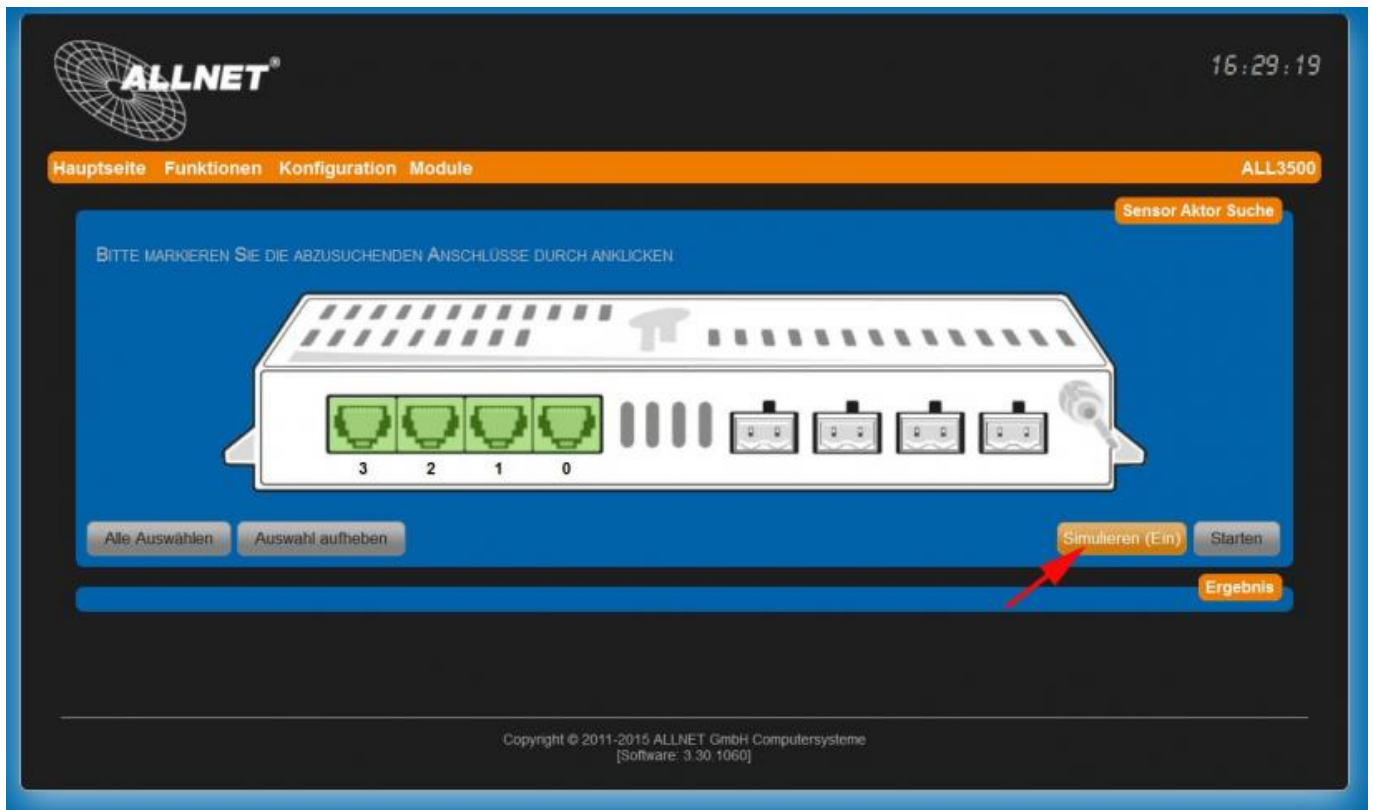 ALLNET®
16:29:19
Hauptseite Funktionen Konfiguration Module ALL3500
Sensor Aktor Suche
BITTE MARKIEREN SIE DIE ABZUSUCHENDEN ANSCHLÜSSE DURCH ANKLICKEN
3 2 1 0
Alle Auswählen Auswahl aufheben Simulieren (Ein) Starten
Ergebnis
Copyright © 2011-2015 ALLNET GmbH Computersysteme
[Software: 3.30.1060]